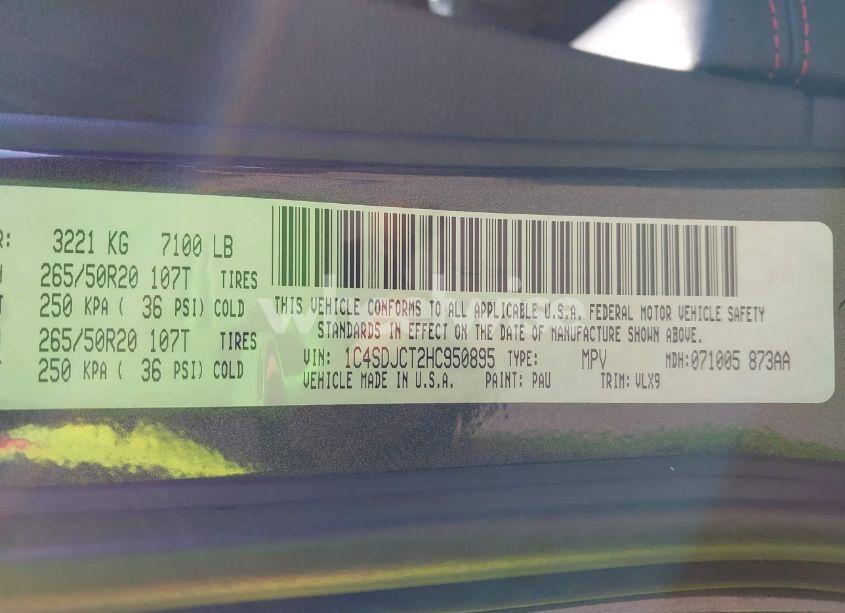 R: 3221 KG 7100 LB
265/50R20 107T TIRES
250 KPA ( 36 PSI) COLD
265/50R20 107T TIRES
250 KPA ( 36 PSI) COLD
THIS VEHICLE CONFORMS TO ALL APPLICABLE U.S.A. FEDERAL MOTOR VEHICLE SAFETY
STANDARDS IN EFFECT ON THE DATE OF MANUFACTURE SHOWN ABOVE.
VIN: 1C4SDJCT2HC950895 TYPE: MPV MDH:071005 873AA
VEHICLE MADE IN U.S.A. PAINT: PAU TRIM: VLX9